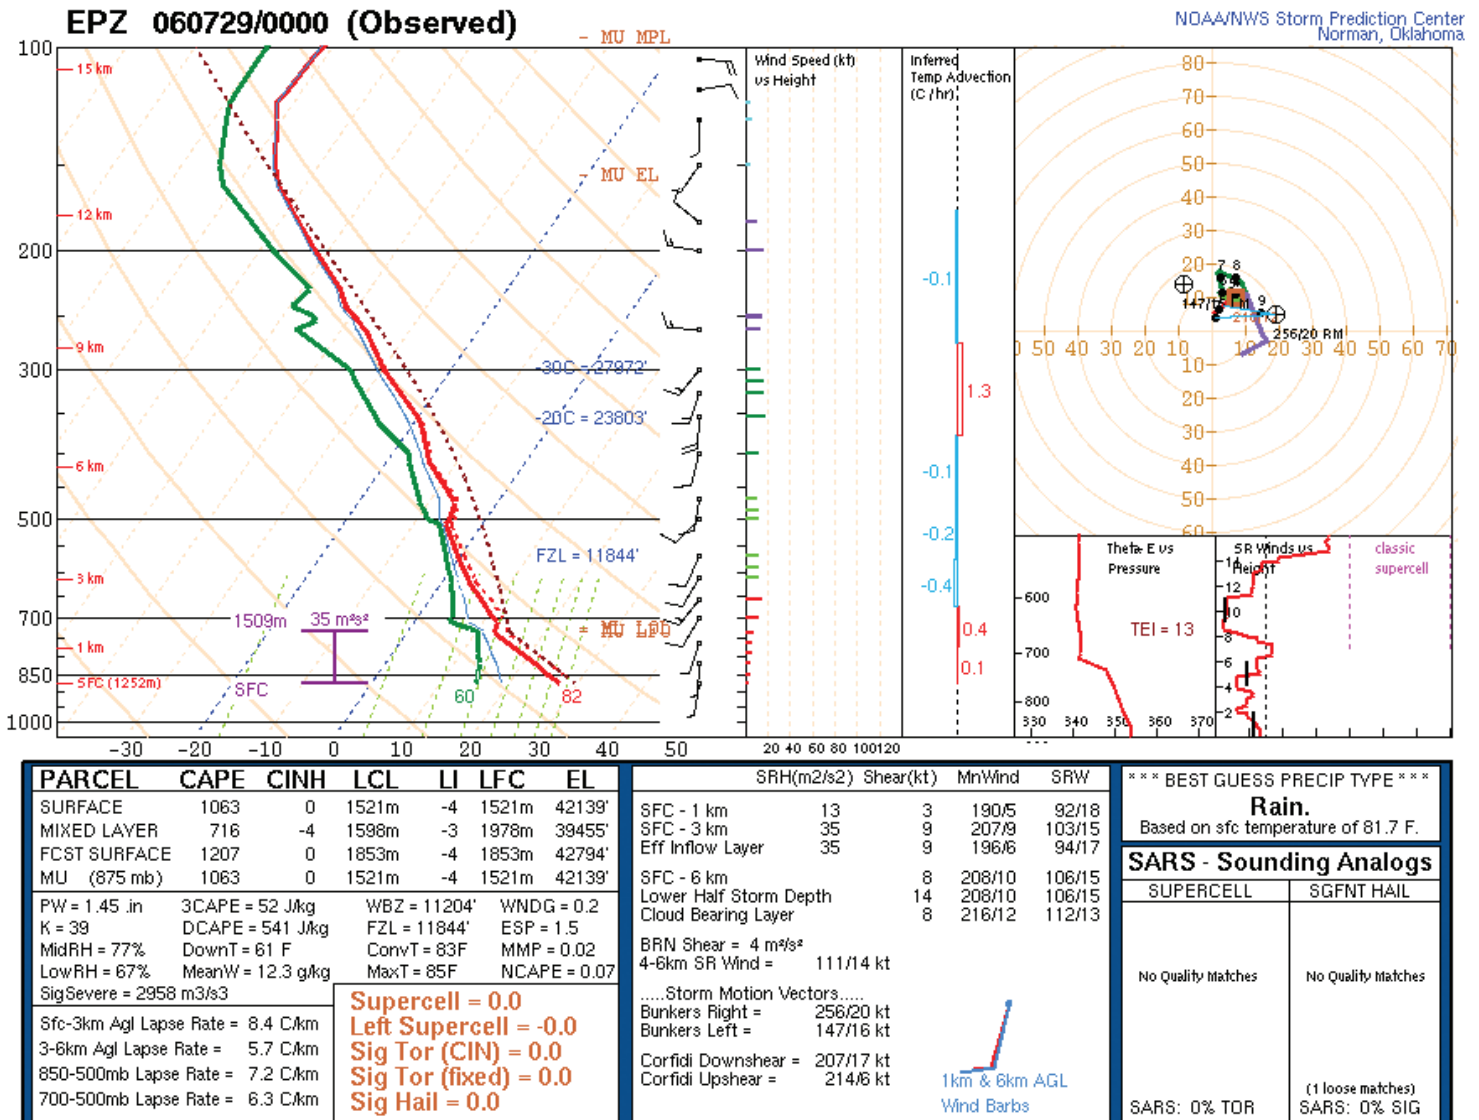 EPZ 060729/0000 (Observed)
NOAA/NWS Storm Prediction Center
Norman, Oklahoma
MU MPL
MU EL
100
200
300
500
700
850
1000
15 km
12 km
9 km
6 km
3 km
1 km
SFC (1252m)
-30C = 27972'
-20C = 23803'
FZL = 11844'
1509m 35 m²s²
SFC
60
82
-30 -20 -10 0 10 20 30 40 50
Wind Speed (kt)
vs Height
20 40 60 80 100120
Inferred
Temp Advection
(C / hr)
-0.1
1.3
-0.1
-0.2
-0.4
0.4
0.1
80
70
60
50
40
30
20
10
7 8
9
256/20 RM
50 40 30 20 10 10 20 30 40 50 60 70
10
20
30
40
50
60
Theta-E vs
Pressure
TEI = 13
600
700
800
330 340 350 360 370
SR Winds vs
Height
14
12
10
8
6
4
2
classic
supercell
PARCEL CAPE CINH LCL LI LFC EL
SURFACE 1063 0 1521m -4 1521m 42139'
MIXED LAYER 716 -4 1598m -3 1978m 39455'
FCST SURFACE 1207 0 1853m -4 1853m 42794'
MU (875 mb) 1063 0 1521m -4 1521m 42139'
PW = 1.45 .in 3CAPE = 52 J/kg WBZ = 11204' WNDG = 0.2
K = 39 DCAPE = 541 J/kg FZL = 11844' ESP = 1.5
MidRH = 77% DownT = 61 F ConvT = 83F MMP = 0.02
LowRH = 67% MeanW = 12.3 g/kg MaxT = 85F NCAPE = 0.07
SigSevere = 2958 m3/s3
Sfc-3km Agl Lapse Rate = 8.4 C/km
3-6km Agl Lapse Rate = 5.7 C/km
850-500mb Lapse Rate = 7.2 C/km
700-500mb Lapse Rate = 6.3 C/km
Supercell = 0.0
Left Supercell = -0.0
Sig Tor (CIN) = 0.0
Sig Tor (fixed) = 0.0
Sig Hail = 0.0
SRH(m2/s2) Shear(kt) MnWind SRW
SFC - 1 km 13 3 190/5 92/18
SFC - 3 km 35 9 207/9 103/15
Eff Inflow Layer 35 9 196/6 94/17
SFC - 6 km 8 208/10 106/15
Lower Half Storm Depth 14 208/10 106/15
Cloud Bearing Layer 8 216/12 112/13
BRN Shear = 4 m²/s²
4-6km SR Wind = 111/14 kt
.....Storm Motion Vectors.....
Bunkers Right = 256/20 kt
Bunkers Left = 147/16 kt
Corfidi Downshear = 207/17 kt
Corfidi Upshear = 214/6 kt
1km & 6km AGL
Wind Barbs
*** BEST GUESS PRECIP TYPE ***
Rain.
Based on sfc temperature of 81.7 F.
SARS - Sounding Analogs
SUPERCELL SGFNT HAIL
No Quality Matches No Quality Matches
(1 loose matches)
SARS: 0% TOR SARS: 0% SIG